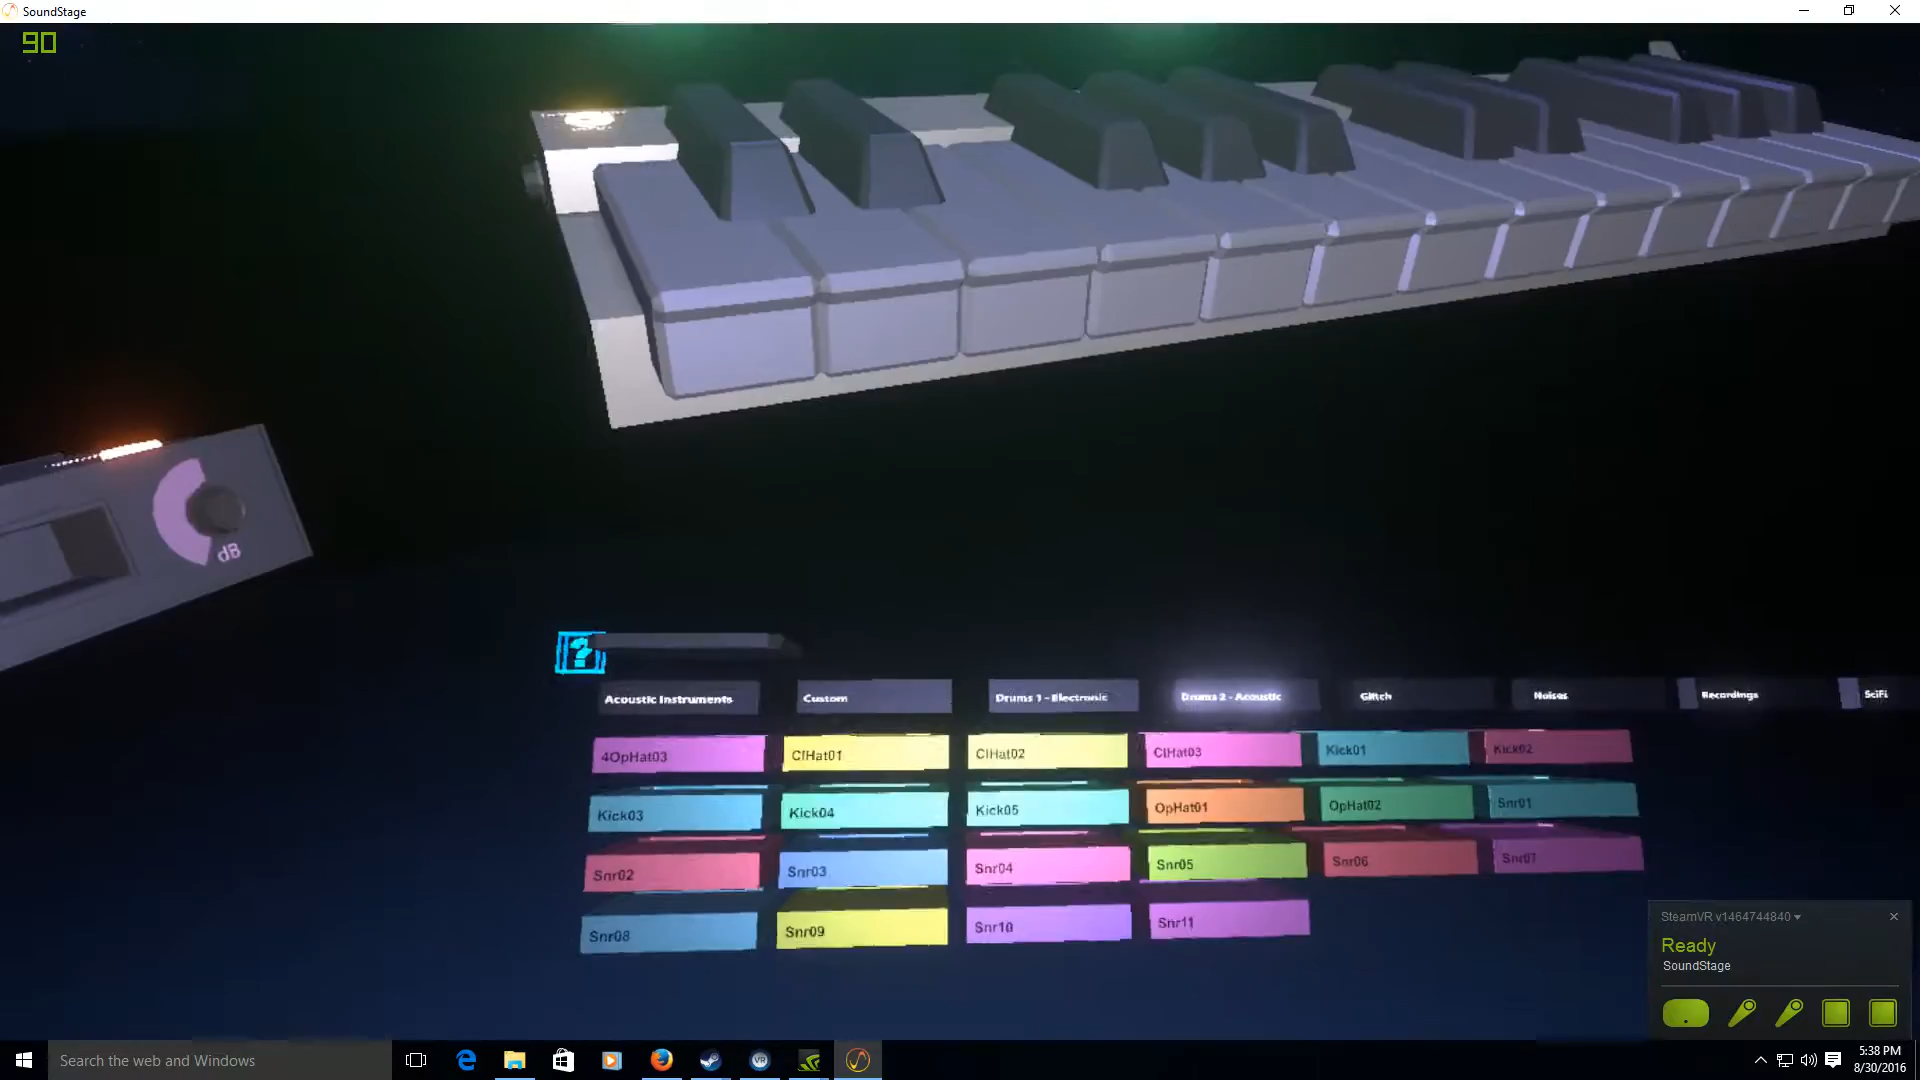 SoundStage
90
dB
?
Acoustic Instruments Custom Drums 1 - Electronic Drums 2 - Acoustic Glitch Noises Recordings SciFi
4OpHat03 ClHat01 ClHat02 ClHat03 Kick01 Kick02
Kick03 Kick04 Kick05 OpHat01 OpHat02 Snr01
Snr02 Snr03 Snr04 Snr05 Snr06 Snr07
Snr08 Snr09 Snr10 Snr11
SteamVR v1464744840
Ready
SoundStage
Search the web and Windows
VR
5:38 PM
8/30/2016